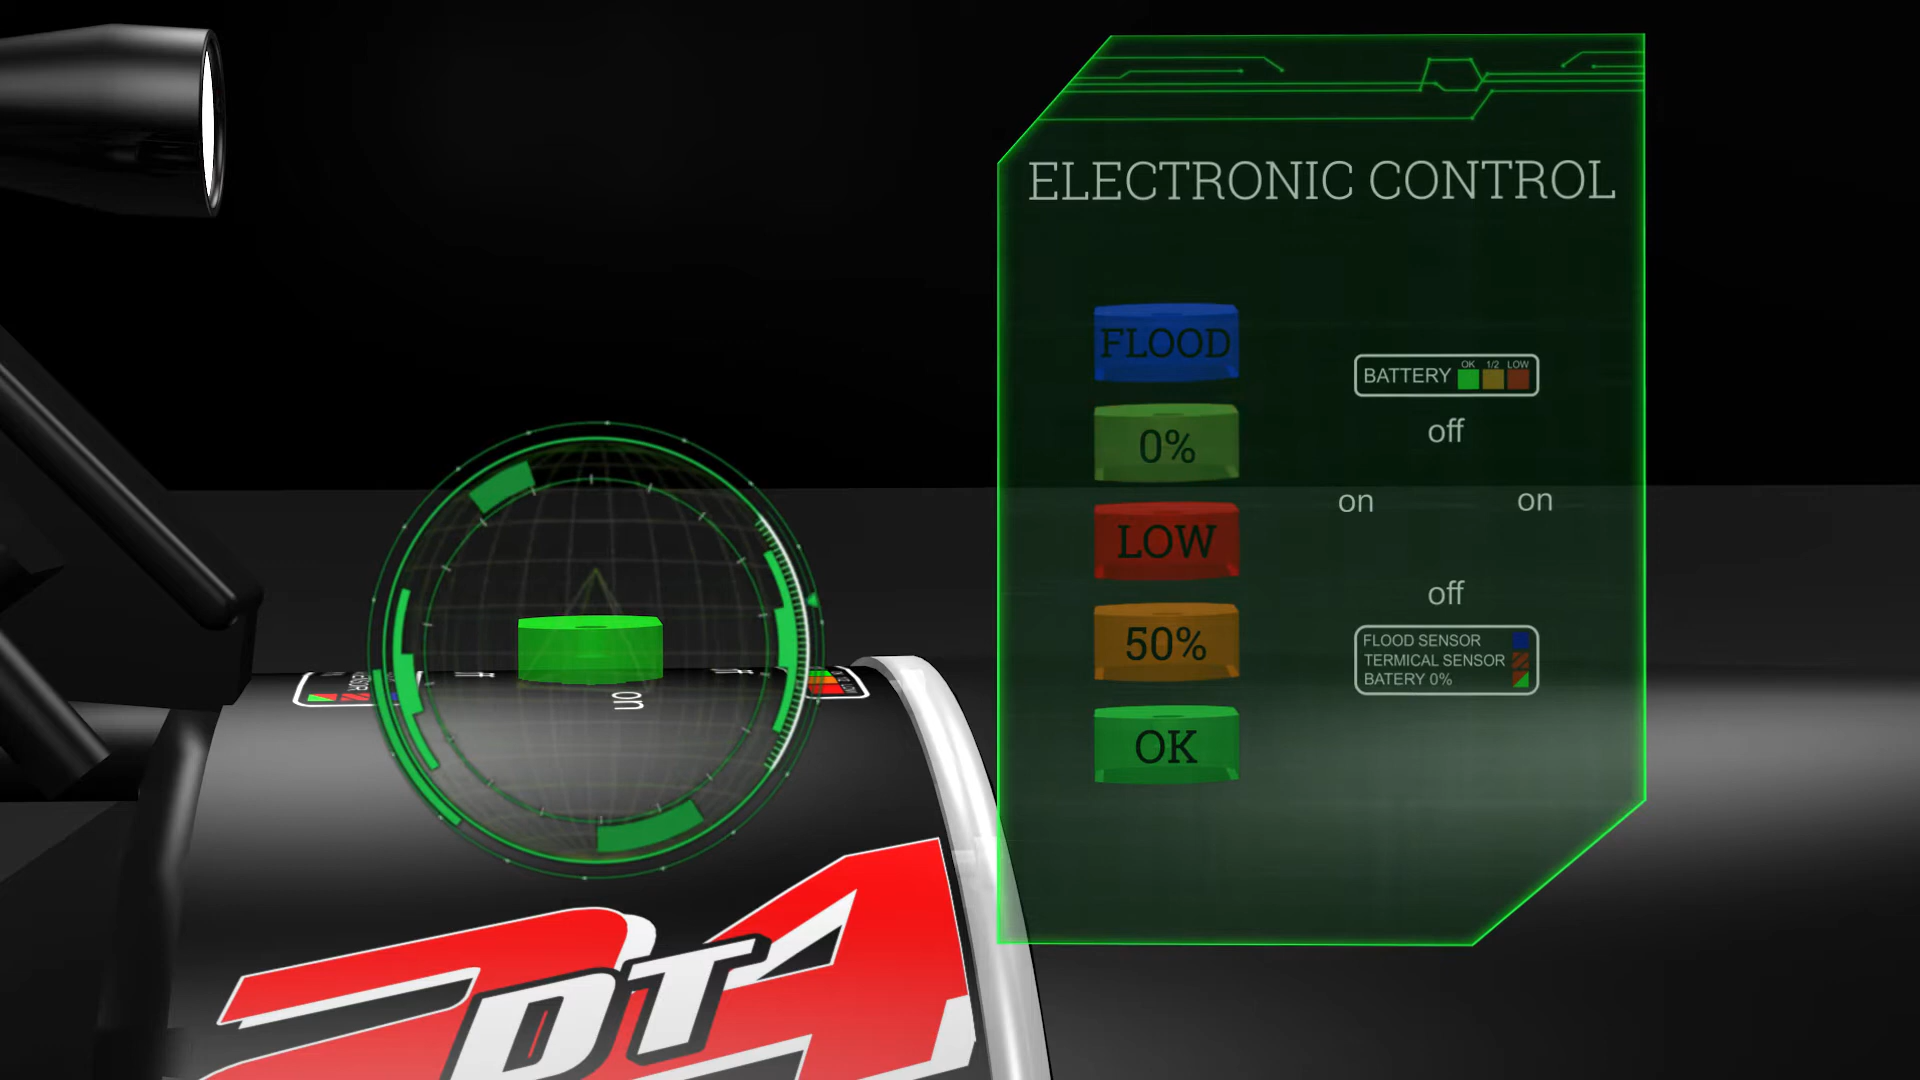 ELECTRONIC CONTROL
FLOOD
0%
LOW
50%
OK
OK 1/2 LOW
BATTERY
off
on on
off
FLOOD SENSOR
TERMICAL SENSOR
BATERY 0%
on
DT